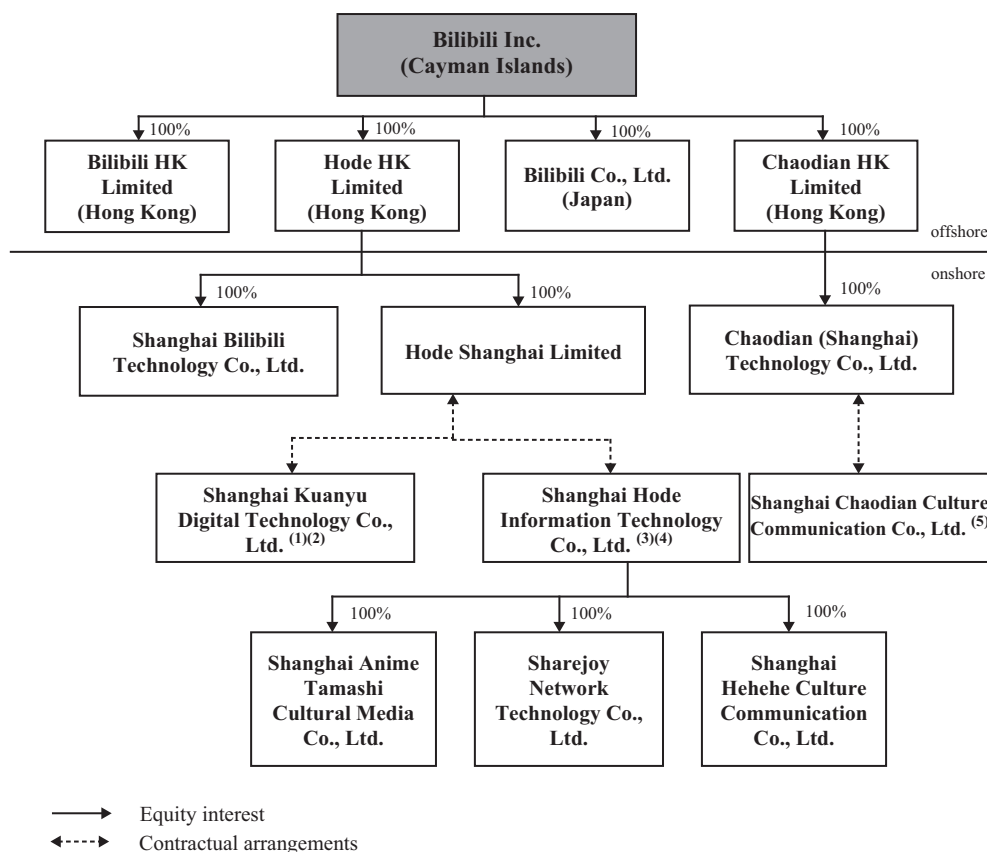 Bilibili Inc.
(Cayman Islands)
100%
100%
100%
100%
Bilibili HK
Limited
(Hong Kong)
Hode HK
Limited
(Hong Kong)
Bilibili Co., Ltd.
(Japan)
Chaodian HK
Limited
(Hong Kong)
offshore
onshore
100%
100%
100%
Shanghai Bilibili
Technology Co., Ltd.
Hode Shanghai Limited
Chaodian (Shanghai)
Technology Co., Ltd.
Shanghai Kuanyu
Digital Technology Co.,
Ltd. (1)(2)
Shanghai Hode
Information Technology
Co., Ltd. (3)(4)
Shanghai Chaodian Culture
Communication Co., Ltd. (5)
100%
100%
100%
Shanghai Anime
Tamashi
Cultural Media
Co., Ltd.
Sharejoy
Network
Technology Co.,
Ltd.
Shanghai
Hehehe Culture
Communication
Co., Ltd.
Equity interest
Contractual arrangements